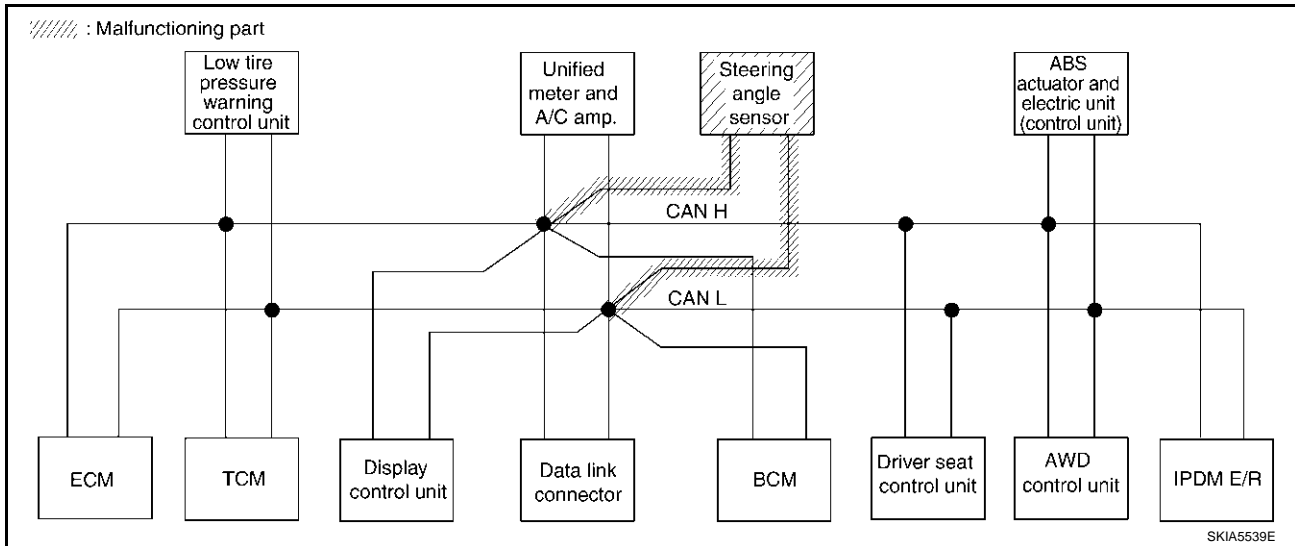 : Malfunctioning part
Low tire
pressure
warning
control unit
Unified
meter and
A/C amp.
Steering
angle
sensor
ABS
actuator and
electric unit
(control unit)
CAN H
CAN L
ECM
TCM
Display
control unit
Data link
connector
BCM
Driver seat
control unit
AWD
control unit
IPDM E/R
SKIA5539E